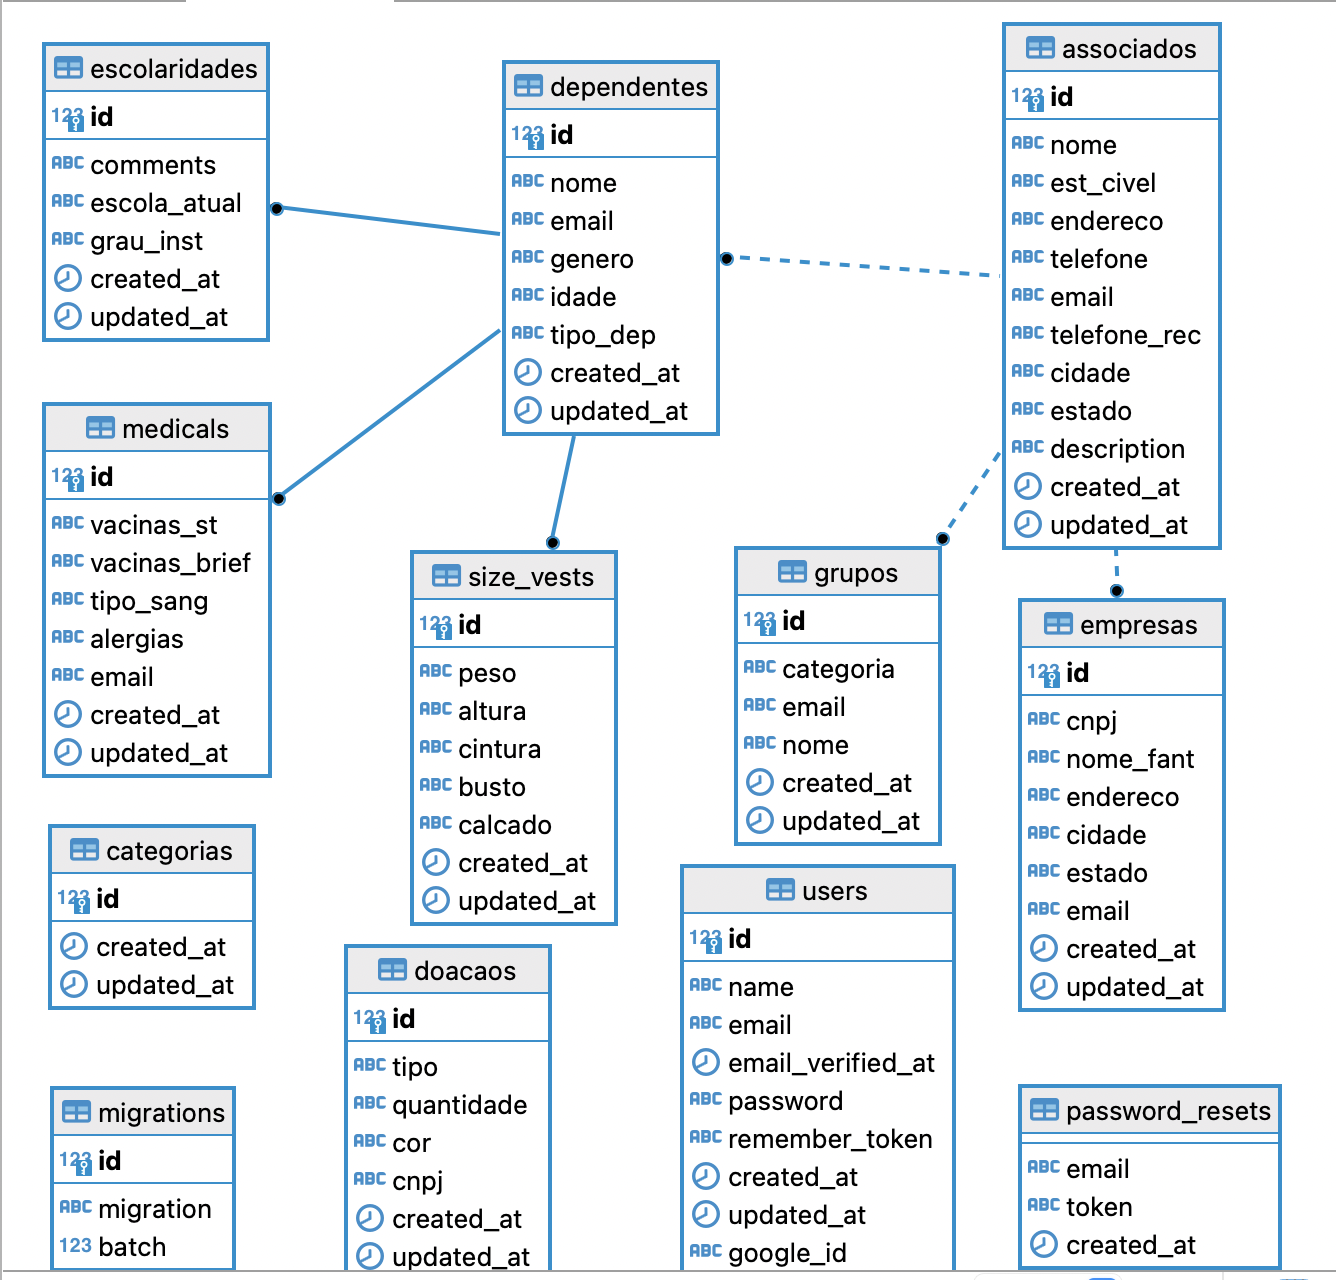 escolaridades
123 id
ABC comments
ABC escola_atual
ABC grau_inst
created_at
updated_at
dependentes
123 id
ABC nome
ABC email
ABC genero
ABC idade
ABC tipo_dep
created_at
updated_at
associados
123 id
ABC nome
ABC est_civel
ABC endereco
ABC telefone
ABC email
ABC telefone_rec
ABC cidade
ABC estado
ABC description
created_at
updated_at
medicals
123 id
ABC vacinas_st
ABC vacinas_brief
ABC tipo_sang
ABC alergias
ABC email
created_at
updated_at
size_vests
123 id
ABC peso
ABC altura
ABC cintura
ABC busto
ABC calcado
created_at
updated_at
grupos
123 id
ABC categoria
ABC email
ABC nome
created_at
updated_at
empresas
123 id
ABC cnpj
ABC nome_fant
ABC endereco
ABC cidade
ABC estado
ABC email
created_at
updated_at
categorias
123 id
created_at
updated_at
doacaos
123 id
ABC tipo
ABC quantidade
ABC cor
ABC cnpj
created_at
updated_at
users
123 id
ABC name
ABC email
email_verified_at
ABC password
ABC remember_token
created_at
updated_at
ABC google_id
migrations
123 id
ABC migration
123 batch
password_resets
ABC email
ABC token
created_at